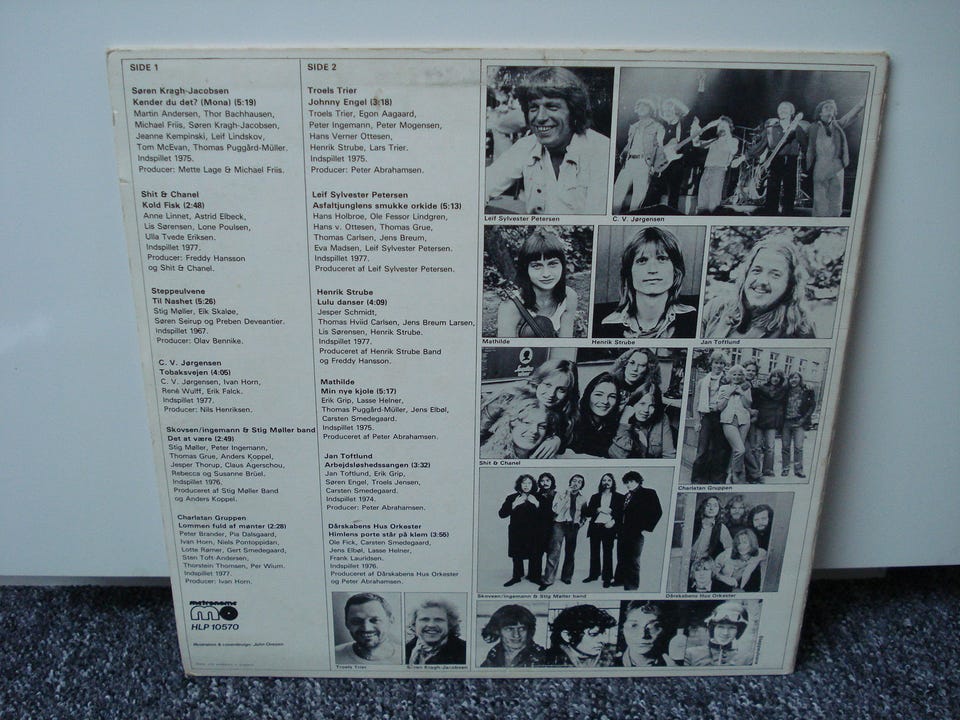 SIDE 1
Søren Kragh-Jacobsen
Kender du det? (Mona) (5:19)
Martin Andersen, Thor Bachhausen,
Michael Friis, Søren Kragh-Jacobsen,
Jeanne Kempinski, Leif Lindskov,
Tom McEvan, Thomas Puggård-Müller.
Indspillet 1975.
Producer: Mette Lage & Michael Friis.
Shit & Chanel
Kold Fisk (2:48)
Anne Linnet, Astrid Elbeck,
Lis Sørensen, Lone Poulsen,
Ulla Tvede Eriksen.
Indspillet 1977.
Producer: Freddy Hansson
og Shit & Chanel.
Steppeulvene
Til Nashet (5:26)
Stig Møller, Eik Skaløe,
Søren Seirup og Preben Deveantier.
Indspillet 1967.
Producer: Olav Bennike.
C. V. Jørgensen
Tobaksvejen (4:05)
C. V. Jørgensen, Ivan Horn,
René Wulff, Erik Falck.
Indspillet 1977.
Producer: Nils Henriksen.
Skovsen/ingemann & Stig Møller band
Det at være (2:49)
Stig Møller, Peter Ingemann,
Thomas Grue, Anders Koppel,
Jesper Thorup, Claus Agerschou,
Rebecca og Susanne Brüel.
Indspillet 1976.
Produceret af Stig Møller Band
og Anders Koppel.
Charlatan Gruppen
Lommen fuld af mønter (2:28)
Peter Brander, Pia Dalsgaard,
Ivan Horn, Niels Pontoppidan,
Lotte Rømer, Gert Smedegaard,
Sten Toft-Andersen,
Thorstein Thomsen, Per Wium.
Indspillet 1977.
Producer: Ivan Horn.
metronome
HLP 10570
SIDE 2
Troels Trier
Johnny Engel (3:18)
Troels Trier, Egon Aagaard,
Peter Ingemann, Peter Mogensen,
Hans Verner Ottesen,
Henrik Strube, Lars Trier.
Indspillet 1975.
Producer: Peter Abrahamsen.
Leif Sylvester Petersen
Asfaltjunglens smukke orkide (5:13)
Hans Holbroe, Ole Fessor Lindgren,
Hans v. Ottesen, Thomas Grue,
Thomas Carlsen, Jens Breum,
Eva Madsen, Leif Sylvester Petersen.
Indspillet 1977.
Produceret af Leif Sylvester Petersen.
Henrik Strube
Lulu danser (4:09)
Jesper Schmidt,
Thomas Hviid Carlsen, Jens Breum Larsen,
Lis Sørensen, Henrik Strube.
Indspillet 1977.
Produceret af Henrik Strube Band
og Freddy Hansson.
Mathilde
Min nye kjole (5:17)
Erik Grip, Lasse Helner,
Thomas Puggård-Müller, Jens Elbøl,
Carsten Smedegaard.
Indspillet 1975.
Produceret af Peter Abrahamsen.
Jan Toftlund
Arbejdsløshedssangen (3:32)
Jan Toftlund, Erik Grip,
Søren Engel, Troels Jensen,
Carsten Smedegaard.
Indspillet 1974.
Producer: Peter Abrahamsen.
Dårskabens Hus Orkester
Himlens porte står på klem (3:55)
Ole Fick, Carsten Smedegaard,
Jens Elbøl, Lasse Helner,
Frank Lauridsen.
Indspillet 1976.
Produceret af Dårskabens Hus Orkester
og Peter Abrahamsen.
Leif Sylvester Petersen
C. V. Jørgensen
Mathilde
Henrik Strube
Jan Toftlund
Shit & Chanel
Charlatan Gruppen
Skovsen/ingemann & Stig Møller band
Dårskabens Hus Orkester
Troels Trier
Søren Kragh-Jacobsen
Steppeulvene